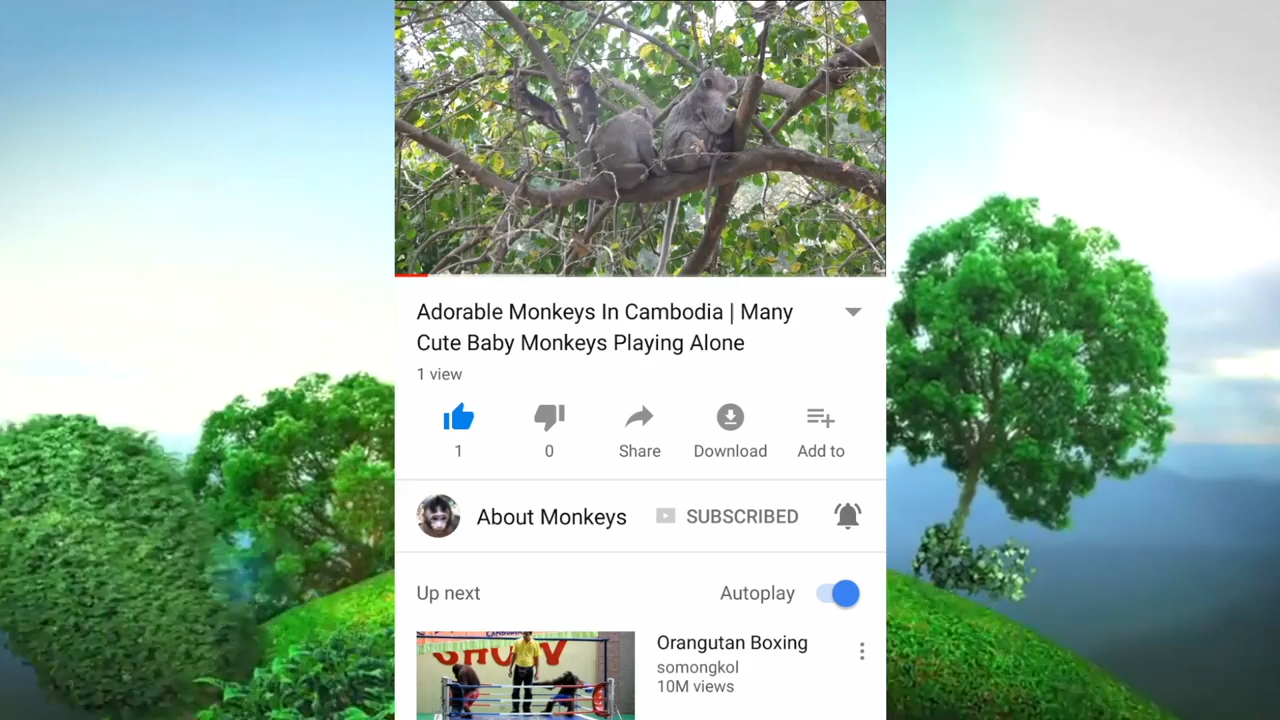 Adorable Monkeys In Cambodia | Many
Cute Baby Monkeys Playing Alone
1 view
1
0
Share
Download
Add to
About Monkeys
SUBSCRIBED
Up next
Autoplay
SHOW
Orangutan Boxing
somongkol
10M views